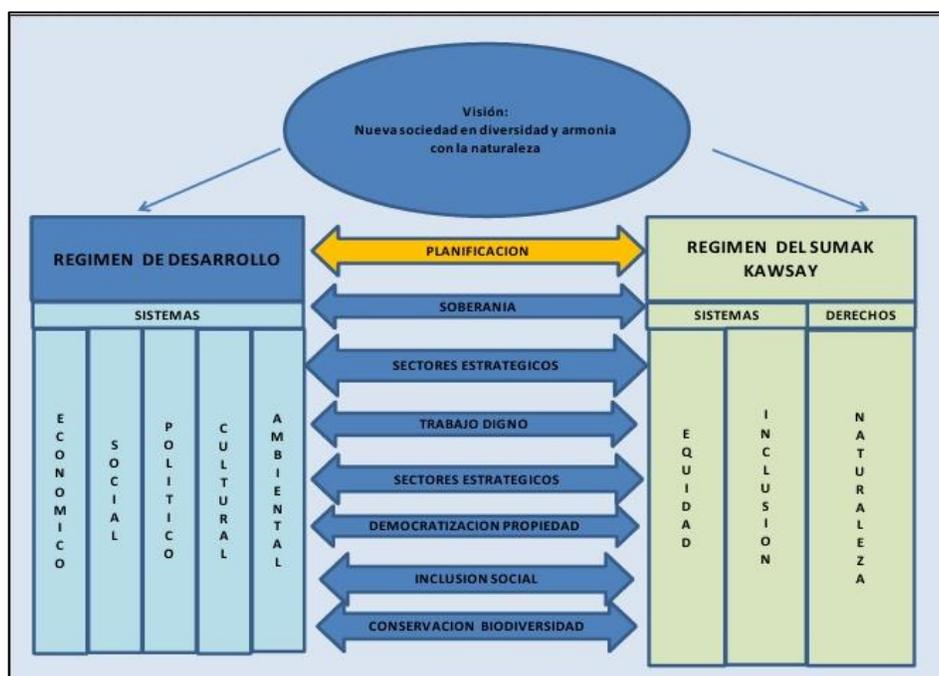 Visión:
Nueva sociedad en diversidad y armonia
con la naturaleza
REGIMEN DE DESARROLLO
PLANIFICACION
REGIMEN DEL SUMAK
KAWSAY
SISTEMAS
SOBERANIA
SISTEMAS
DERECHOS
SECTORES ESTRATEGICOS
TRABAJO DIGNO
SECTORES ESTRATEGICOS
DEMOCRATIZACION PROPIEDAD
INCLUSION SOCIAL
CONSERVACION BIODIVERSIDAD
ECONOMICO
SOCIAL
POLITICO
CULTURAL
AMBIENTAL
EQUIDAD
INCLUSION
NATURALEZA